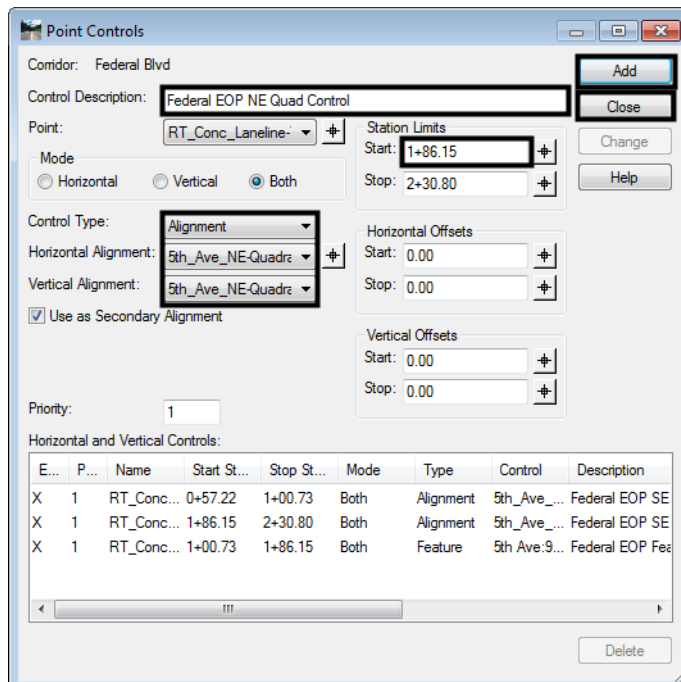 Point Controls
Corridor: Federal Blvd
Add
Control Description: Federal EOP NE Quad Control
Close
Point: RT_Conc_Laneline-
Station Limits
Start: 1+86.15
Change
Mode
Horizontal Vertical Both
Stop: 2+30.80
Help
Control Type: Alignment
Horizontal Offsets
Horizontal Alignment: 5th_Ave_NE-Quadra
Start: 0.00
Vertical Alignment: 5th_Ave_NE-Quadra
Stop: 0.00
Use as Secondary Alignment
Vertical Offsets
Start: 0.00
Stop: 0.00
Priority: 1
Horizontal and Vertical Controls:
E... P... Name Start St... Stop St... Mode Type Control Description
X 1 RT_Conc... 0+57.22 1+00.73 Both Alignment 5th_Ave_... Federal EOP SE
X 1 RT_Conc... 1+86.15 2+30.80 Both Alignment 5th_Ave_... Federal EOP SE
X 1 RT_Conc... 1+00.73 1+86.15 Both Feature 5th Ave:9... Federal EOP Fea
Delete